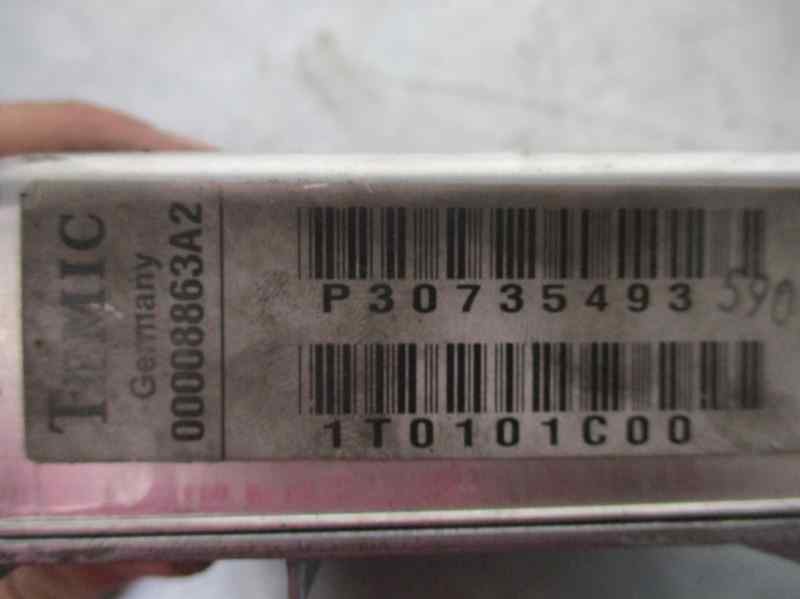 TEMIC
Germany
00008863A2
P30735493 590
1T0101C00